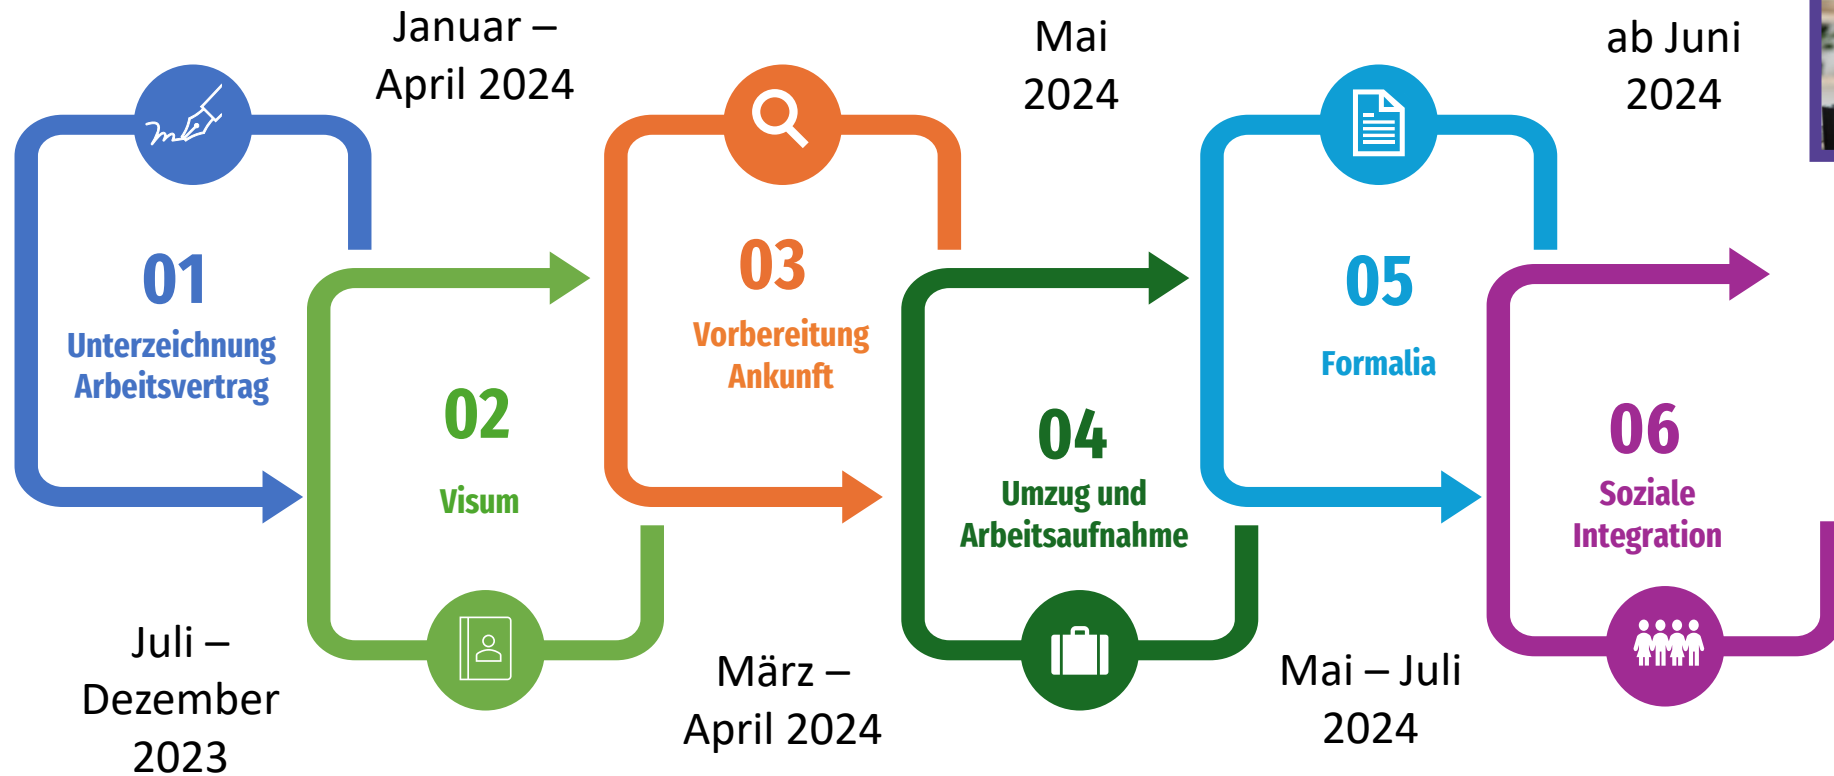 Januar –
April 2024
Mai
2024
ab Juni
2024
01
Unterzeichnung
Arbeitsvertrag
02
Visum
03
Vorbereitung
Ankunft
04
Umzug und
Arbeitsaufnahme
05
Formalia
06
Soziale
Integration
Juli –
Dezember
2023
März –
April 2024
Mai – Juli
2024